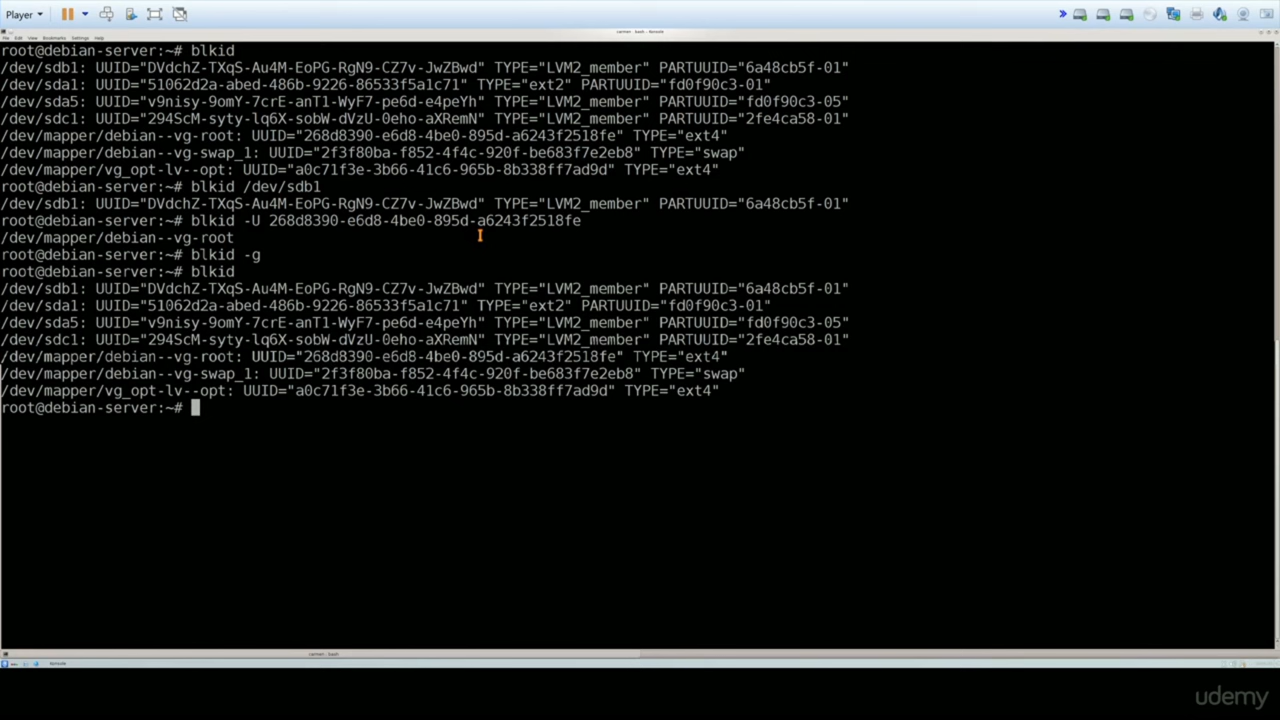 Player
carmen : bash — Konsole
File Edit View Bookmarks Settings Help
root@debian-server:~# blkid
/dev/sdb1: UUID="DVdchZ-TXqS-Au4M-EoPG-RgN9-CZ7v-JwZBwd" TYPE="LVM2_member" PARTUUID="6a48cb5f-01"
/dev/sda1: UUID="51062d2a-abed-486b-9226-86533f5a1c71" TYPE="ext2" PARTUUID="fd0f90c3-01"
/dev/sda5: UUID="v9nisy-9omY-7crE-anT1-WyF7-pe6d-e4peYh" TYPE="LVM2_member" PARTUUID="fd0f90c3-05"
/dev/sdc1: UUID="294ScM-syty-lq6X-sobW-dVzU-0eho-aXRemN" TYPE="LVM2_member" PARTUUID="2fe4ca58-01"
/dev/mapper/debian--vg-root: UUID="268d8390-e6d8-4be0-895d-a6243f2518fe" TYPE="ext4"
/dev/mapper/debian--vg-swap_1: UUID="2f3f80ba-f852-4f4c-920f-be683f7e2eb8" TYPE="swap"
/dev/mapper/vg_opt-lv--opt: UUID="a0c71f3e-3b66-41c6-965b-8b338ff7ad9d" TYPE="ext4"
root@debian-server:~# blkid /dev/sdb1
/dev/sdb1: UUID="DVdchZ-TXqS-Au4M-EoPG-RgN9-CZ7v-JwZBwd" TYPE="LVM2_member" PARTUUID="6a48cb5f-01"
root@debian-server:~# blkid -U 268d8390-e6d8-4be0-895d-a6243f2518fe
/dev/mapper/debian--vg-root
root@debian-server:~# blkid -g
root@debian-server:~# blkid
/dev/sdb1: UUID="DVdchZ-TXqS-Au4M-EoPG-RgN9-CZ7v-JwZBwd" TYPE="LVM2_member" PARTUUID="6a48cb5f-01"
/dev/sda1: UUID="51062d2a-abed-486b-9226-86533f5a1c71" TYPE="ext2" PARTUUID="fd0f90c3-01"
/dev/sda5: UUID="v9nisy-9omY-7crE-anT1-WyF7-pe6d-e4peYh" TYPE="LVM2_member" PARTUUID="fd0f90c3-05"
/dev/sdc1: UUID="294ScM-syty-lq6X-sobW-dVzU-0eho-aXRemN" TYPE="LVM2_member" PARTUUID="2fe4ca58-01"
/dev/mapper/debian--vg-root: UUID="268d8390-e6d8-4be0-895d-a6243f2518fe" TYPE="ext4"
/dev/mapper/debian--vg-swap_1: UUID="2f3f80ba-f852-4f4c-920f-be683f7e2eb8" TYPE="swap"
/dev/mapper/vg_opt-lv--opt: UUID="a0c71f3e-3b66-41c6-965b-8b338ff7ad9d" TYPE="ext4"
root@debian-server:~#
carmen : bash
Konsole
udemy